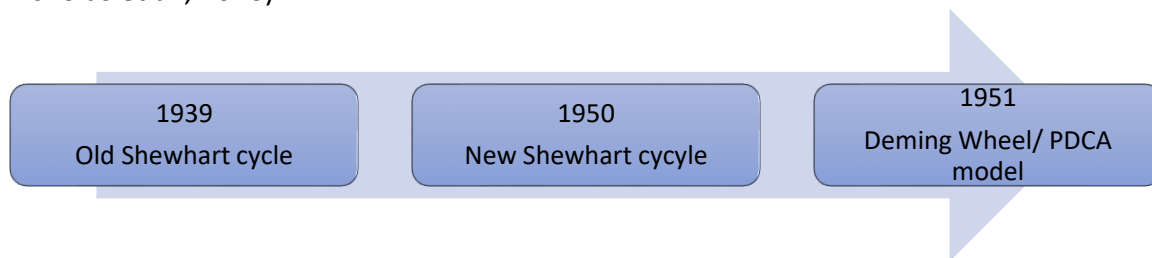 1939
Old Shewhart cycle
1950
New Shewhart cycyle
1951
Deming Wheel/ PDCA
model